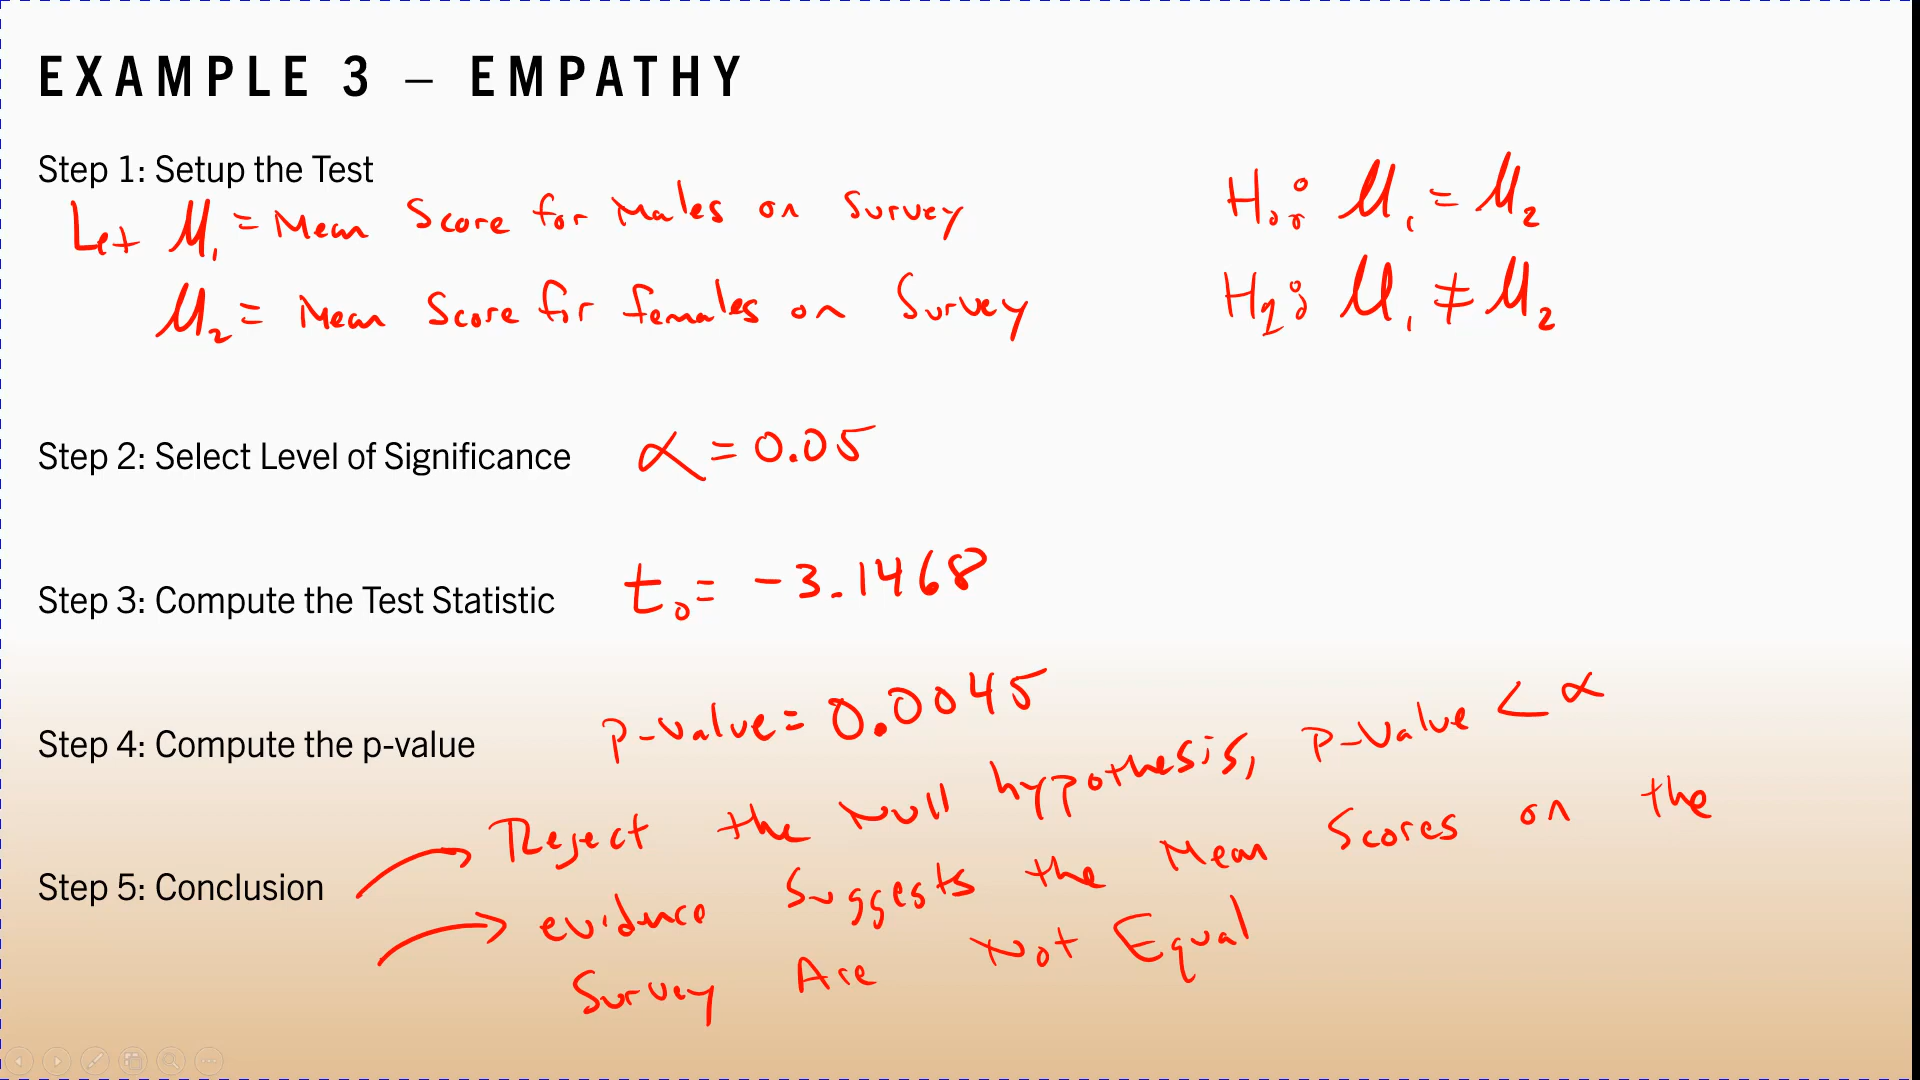 EXAMPLE 3 – EMPATHY
Step 1: Setup the Test
Let μ₁ = Mean Score for Males on Survey
μ₂ = Mean Score for females on Survey
H₀: μ₁ = μ₂
Hₐ: μ₁ ≠ μ₂
Step 2: Select Level of Significance α = 0.05
Step 3: Compute the Test Statistic t₀ = -3.1468
Step 4: Compute the p-value p-value = 0.0045
Step 5: Conclusion
Reject the Null hypothesis, P-Value < α
evidence Suggests the Mean Scores on the
Survey Are Not Equal